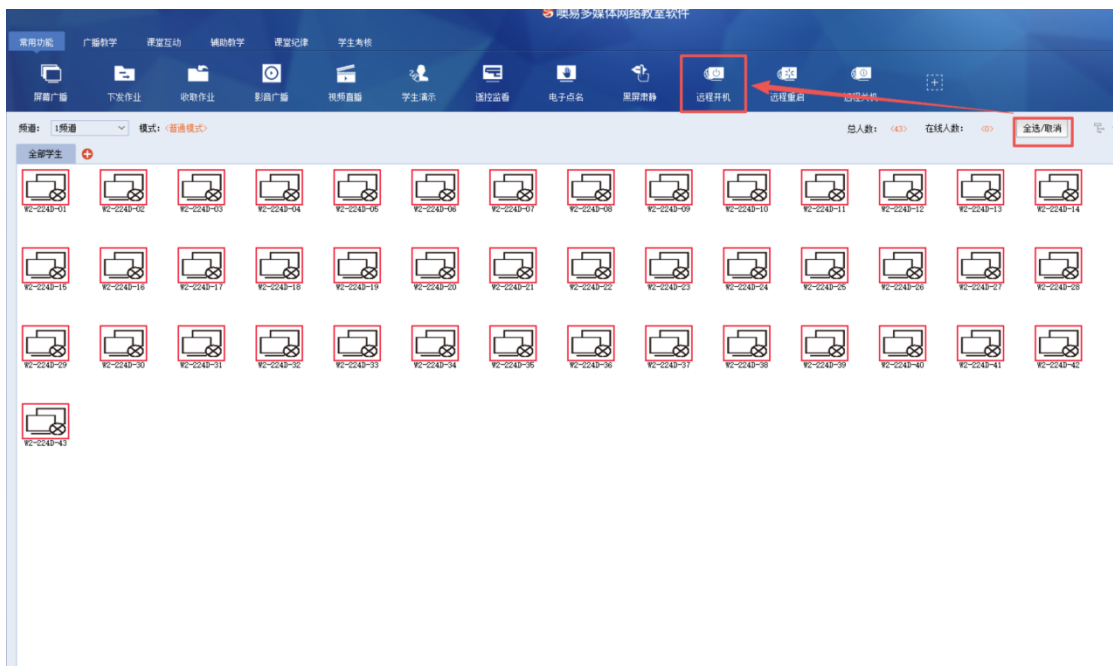 噢易多媒体网络教室软件
常用功能 广播教学 课堂互动 辅助教学 课堂纪律 学生考核
屏幕广播 下发作业 收取作业 影音广播 视频直播 学生演示 遥控监看 电子点名 黑屏肃静 远程开机 远程重启 远程关机
频道: 1频道 模式:<普通模式> 总人数: <43> 在线人数: <0> 全选/取消
全部学生
W2-224D-01 W2-224D-02 W2-224D-03 W2-224D-04 W2-224D-05 W2-224D-06 W2-224D-07 W2-224D-08 W2-224D-09 W2-224D-10 W2-224D-11 W2-224D-12 W2-224D-13 W2-224D-14
W2-224D-15 W2-224D-16 W2-224D-17 W2-224D-18 W2-224D-19 W2-224D-20 W2-224D-21 W2-224D-22 W2-224D-23 W2-224D-24 W2-224D-25 W2-224D-26 W2-224D-27 W2-224D-28
W2-224D-29 W2-224D-30 W2-224D-31 W2-224D-32 W2-224D-33 W2-224D-34 W2-224D-35 W2-224D-36 W2-224D-37 W2-224D-38 W2-224D-39 W2-224D-40 W2-224D-41 W2-224D-42
W2-224D-43